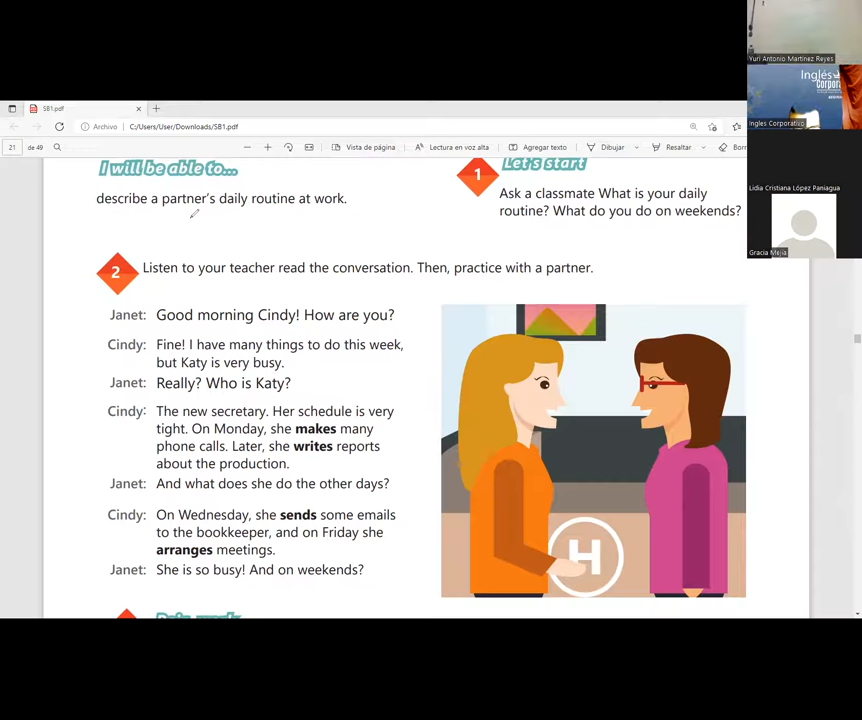 SB1.pdf
Archivo
C:/Users/User/Downloads/SB1.pdf
21
de 49
Vista de página
Lectura en voz alta
Agregar texto
Dibujar
Resaltar
Borr
Yuri Antonio Martinez Reyes
Inglés
Corpor
Ingles Corporativo
Lidia Cristiana López Paniagua
Gracia Mejia
I will be able to...
describe a partner's daily routine at work.
1
Let's start
Ask a classmate What is your daily
routine? What do you do on weekends?
2
Listen to your teacher read the conversation. Then, practice with a partner.
Janet: Good morning Cindy! How are you?
Cindy: Fine! I have many things to do this week,
but Katy is very busy.
Janet: Really? Who is Katy?
Cindy: The new secretary. Her schedule is very
tight. On Monday, she makes many
phone calls. Later, she writes reports
about the production.
Janet: And what does she do the other days?
Cindy: On Wednesday, she sends some emails
to the bookkeeper, and on Friday she
arranges meetings.
Janet: She is so busy! And on weekends?
H